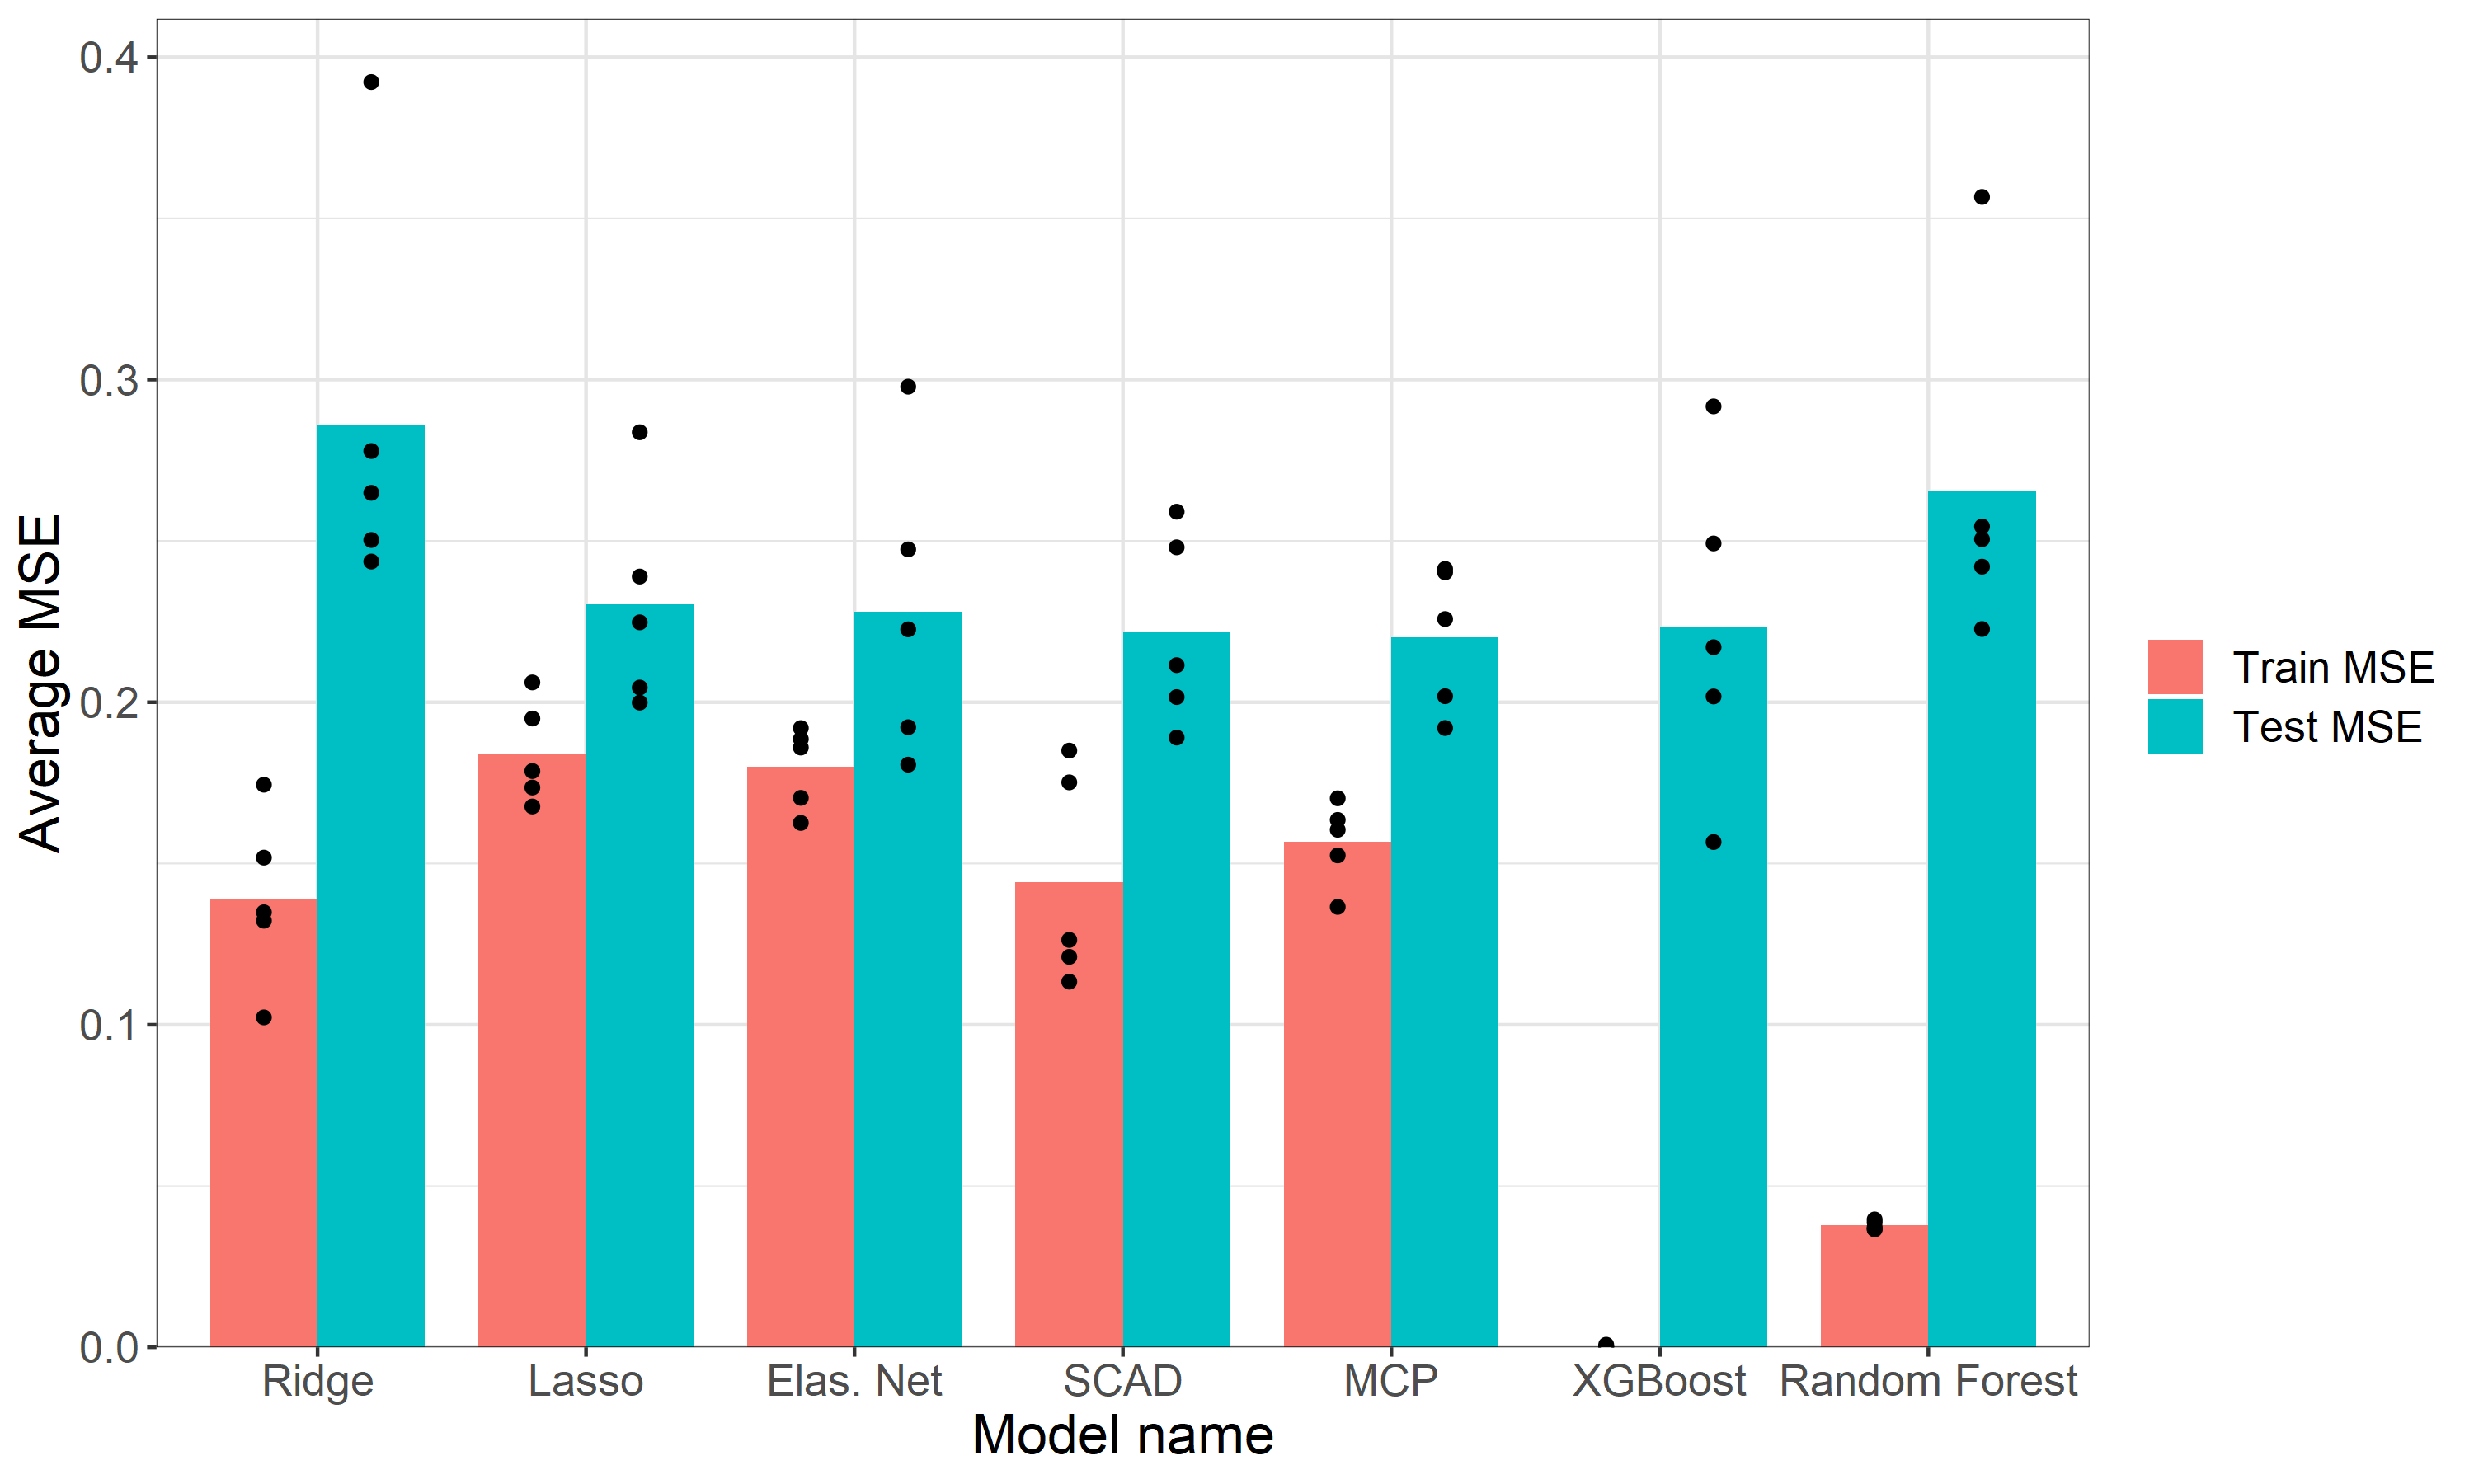 Average MSE
0.4
0.3
0.2
0.1
0.0
Ridge
Lasso
Elas. Net
SCAD
MCP
XGBoost
Random Forest
Model name
Train MSE
Test MSE